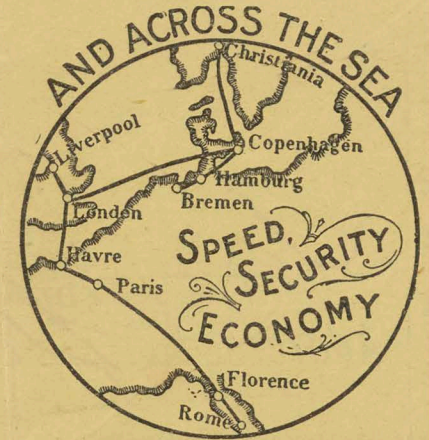 AND ACROSS THE SEA
Christiania
Liverpool
Copenhagen
Hamburg
Bremen
London
SPEED,
SECURITY
ECONOMY
Havre
Paris
Florence
Rome